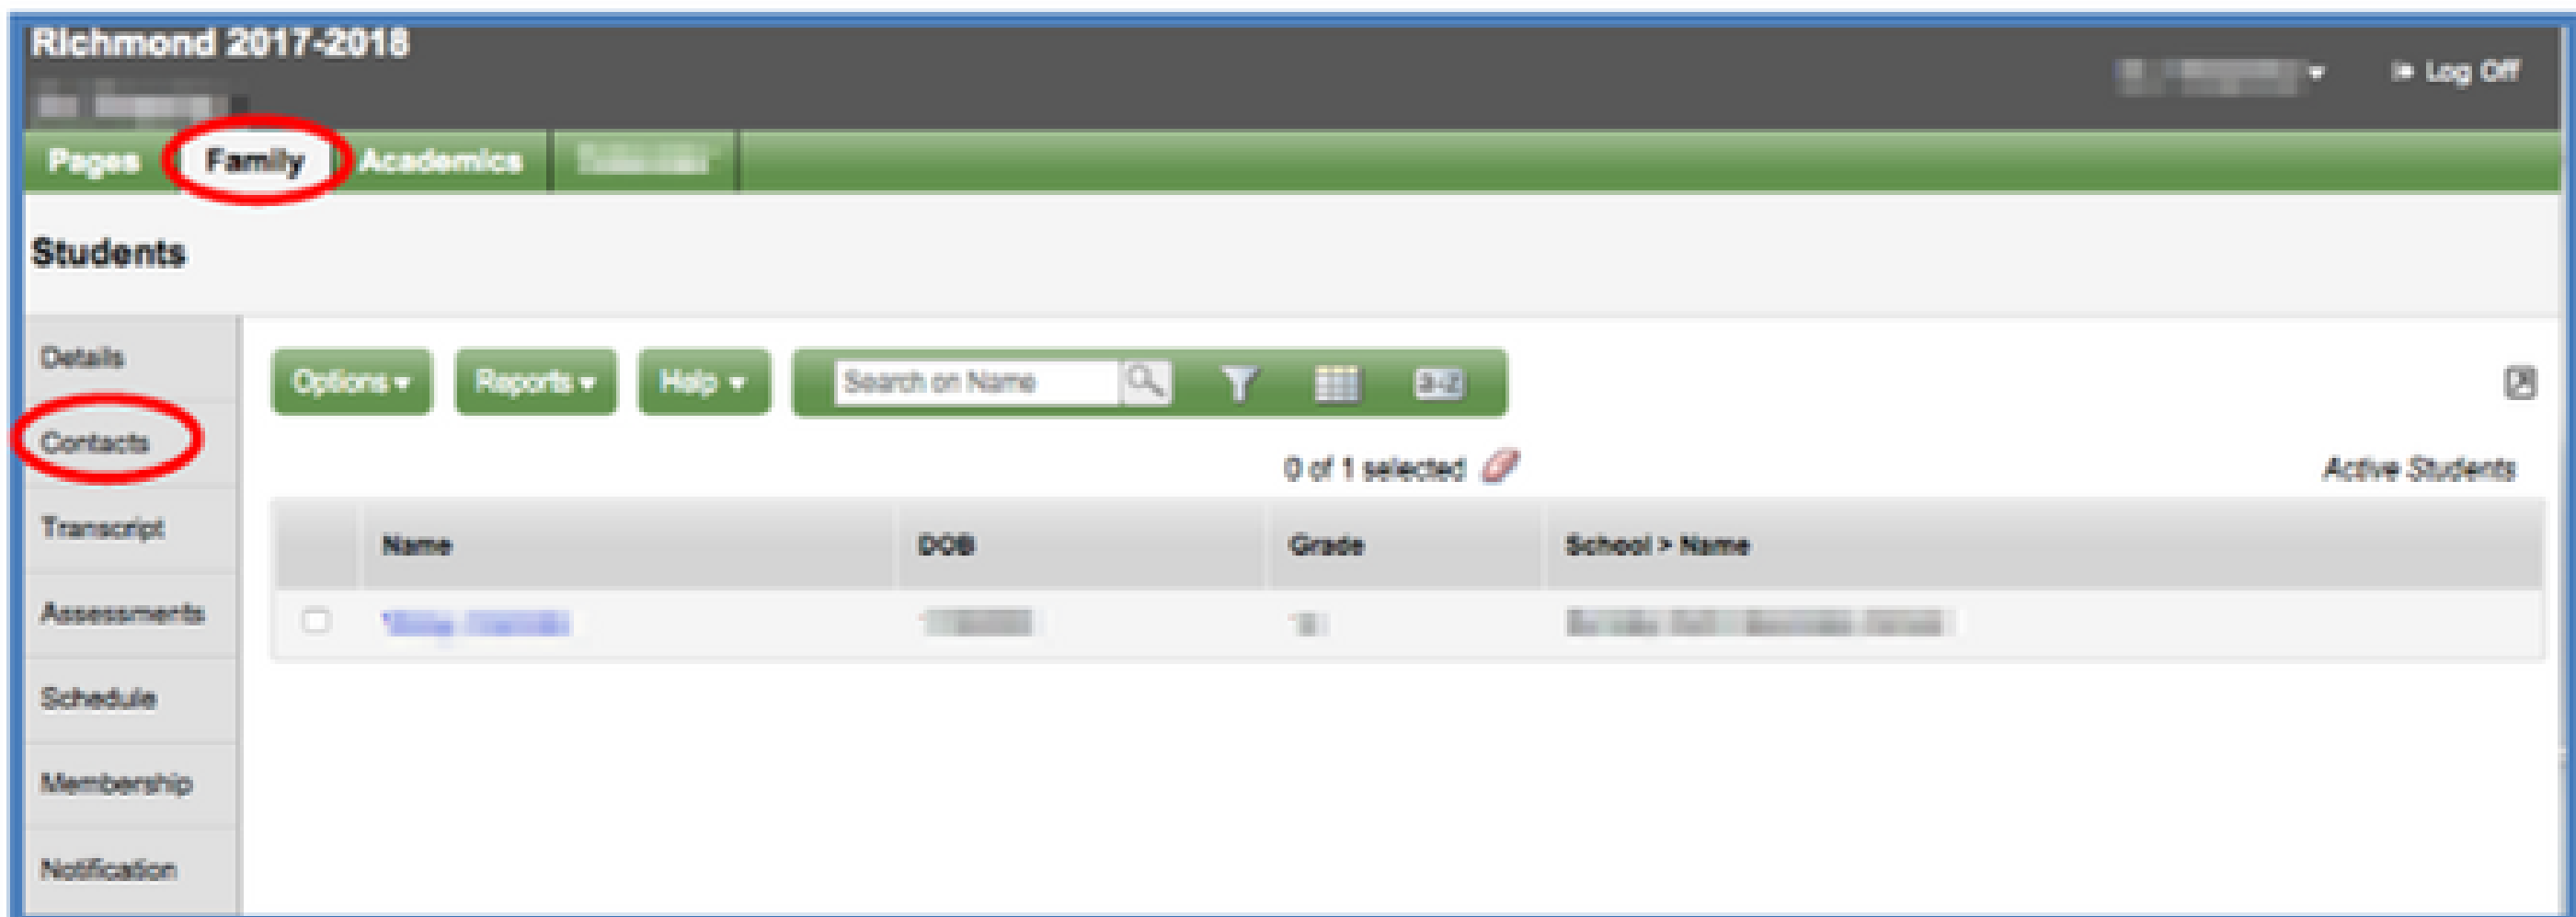 Richmond 2017-2018
Log Off
Pages Family Academics
Students
Details
Contacts
Transcript
Assessments
Schedule
Membership
Notification
Options Reports Help Search on Name a-z
0 of 1 selected Active Students
Name DOB Grade School > Name